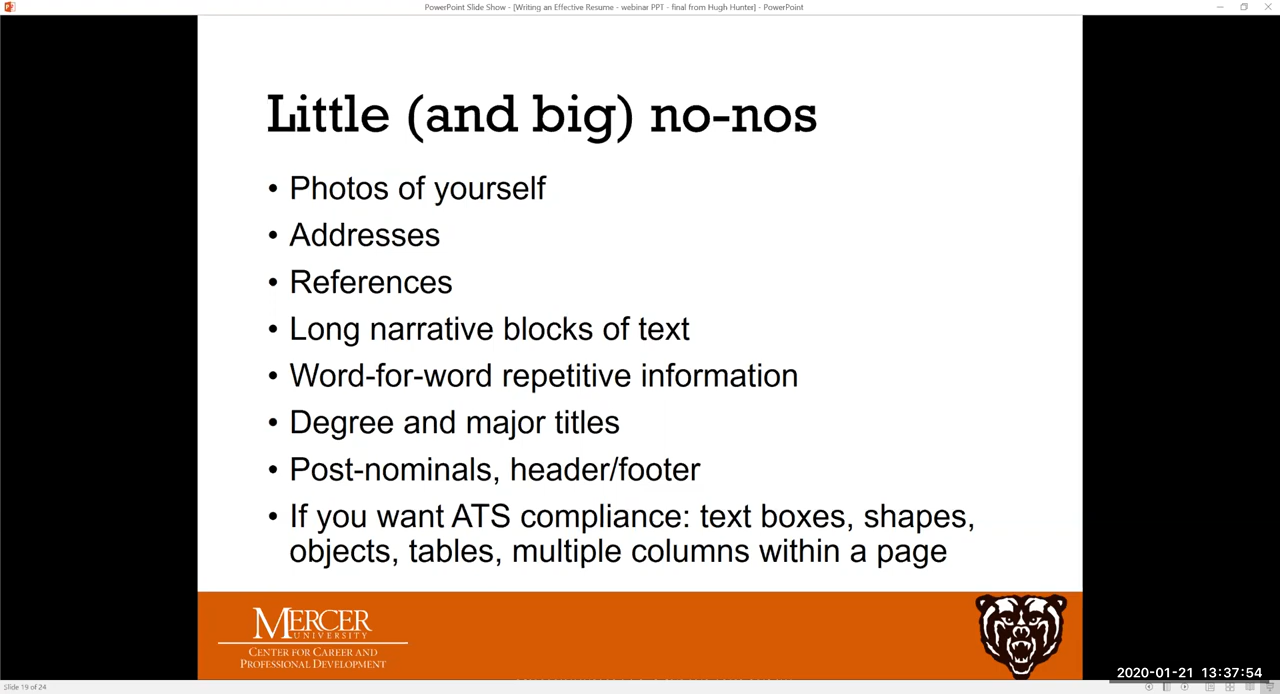 PowerPoint Slide Show - [Writing an Effective Resume - webinar PPT - final from Hugh Hunter] - PowerPoint
Little (and big) no-nos
• Photos of yourself
• Addresses
• References
• Long narrative blocks of text
• Word-for-word repetitive information
• Degree and major titles
• Post-nominals, header/footer
• If you want ATS compliance: text boxes, shapes,
objects, tables, multiple columns within a page
MERCER
UNIVERSITY
CENTER FOR CAREER AND
PROFESSIONAL DEVELOPMENT
2020-01-21 13:37:54
Slide 19 of 24